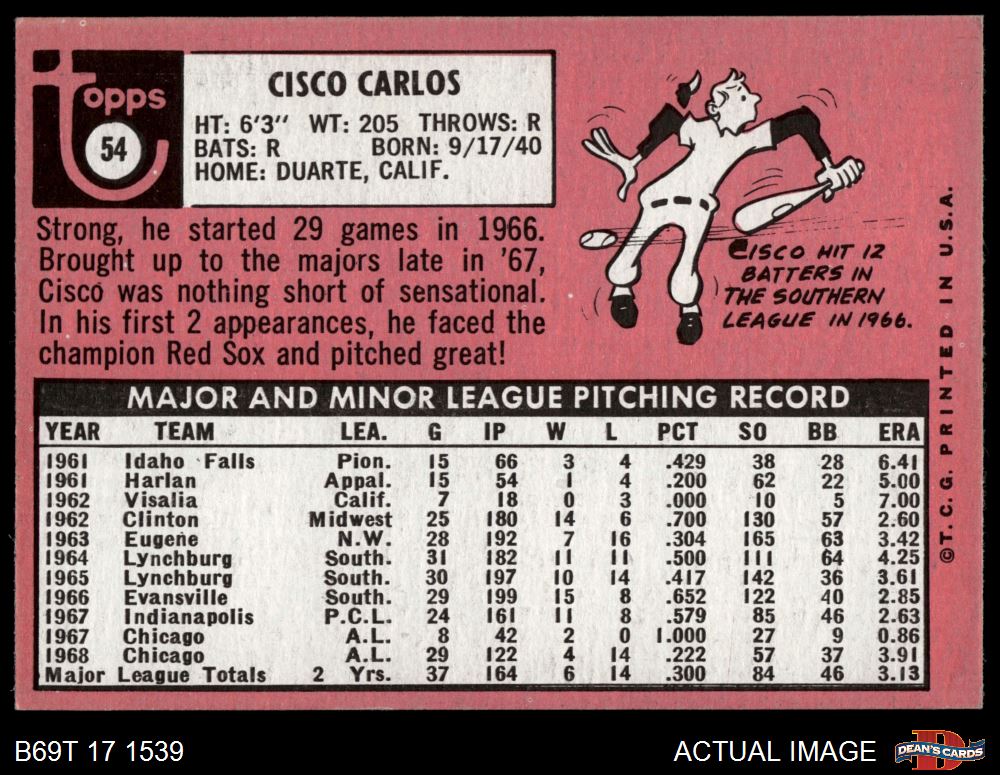 Topps
54
CISCO CARLOS
HT: 6'3" WT: 205 THROWS: R
BATS: R BORN: 9/17/40
HOME: DUARTE, CALIF.
Strong, he started 29 games in 1966.
Brought up to the majors late in '67,
Cisco was nothing short of sensational.
In his first 2 appearances, he faced the
champion Red Sox and pitched great!
CISCO HIT 12
BATTERS IN
THE SOUTHERN
LEAGUE IN 1966.
©T. C. G. PRINTED IN U.S.A.
MAJOR AND MINOR LEAGUE PITCHING RECORD
YEAR TEAM LEA. G IP W L PCT SO BB ERA
1961 Idaho Falls Pion. 15 66 3 4 .429 38 28 6.41
1961 Harlan Appal. 15 54 1 4 .200 62 22 5.00
1962 Visalia Calif. 7 18 0 3 .000 10 5 7.00
1962 Clinton Midwest 25 180 14 6 .700 130 57 2.60
1963 Eugene N.W. 28 192 7 16 .304 165 63 3.42
1964 Lynchburg South. 31 182 11 11 .500 111 64 4.25
1965 Lynchburg South. 30 197 10 14 .417 142 36 3.61
1966 Evansville South. 29 199 15 8 .652 122 40 2.85
1967 Indianapolis P.C.L. 24 161 11 8 .579 85 46 2.63
1967 Chicago A.L. 8 42 2 0 1.000 27 9 0.86
1968 Chicago A.L. 29 122 4 14 .222 57 37 3.91
Major League Totals 2 Yrs. 37 164 6 14 .300 84 46 3.13
B69T 17 1539
ACTUAL IMAGE
DEAN'S CARDS